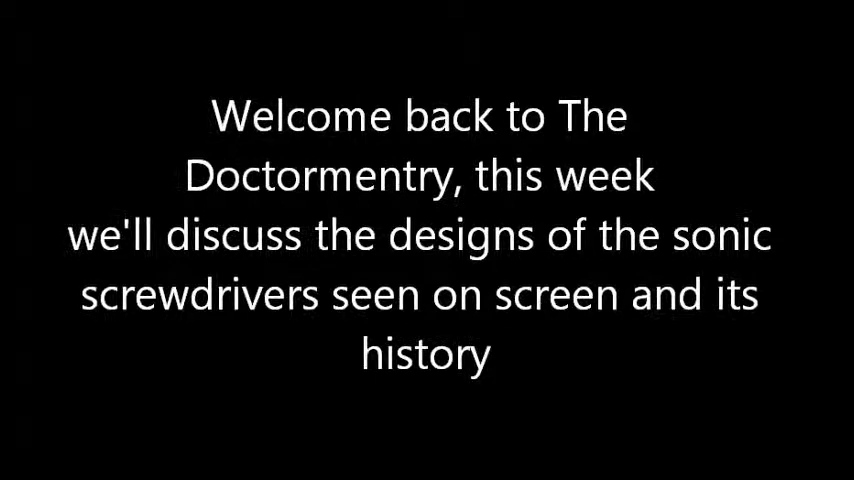 Welcome back to The
Doctormentry, this week
we'll discuss the designs of the sonic
screwdrivers seen on screen and its
history